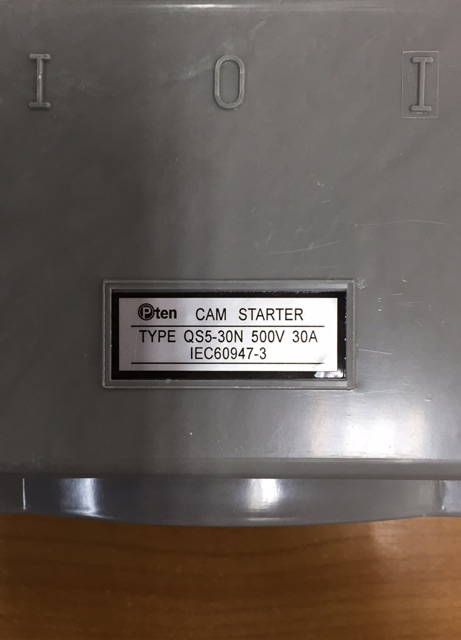 I O I
Pten CAM STARTER
TYPE QS5-30N 500V 30A
IEC60947-3